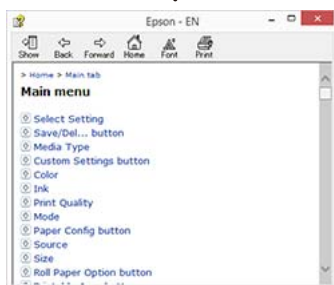 Epson - EN
Show Back Forward Home Font Print
> Home > Main tab
Main menu
Select Setting
Save/Del... button
Media Type
Custom Settings button
Color
Ink
Print Quality
Mode
Paper Config button
Source
Size
Roll Paper Option button